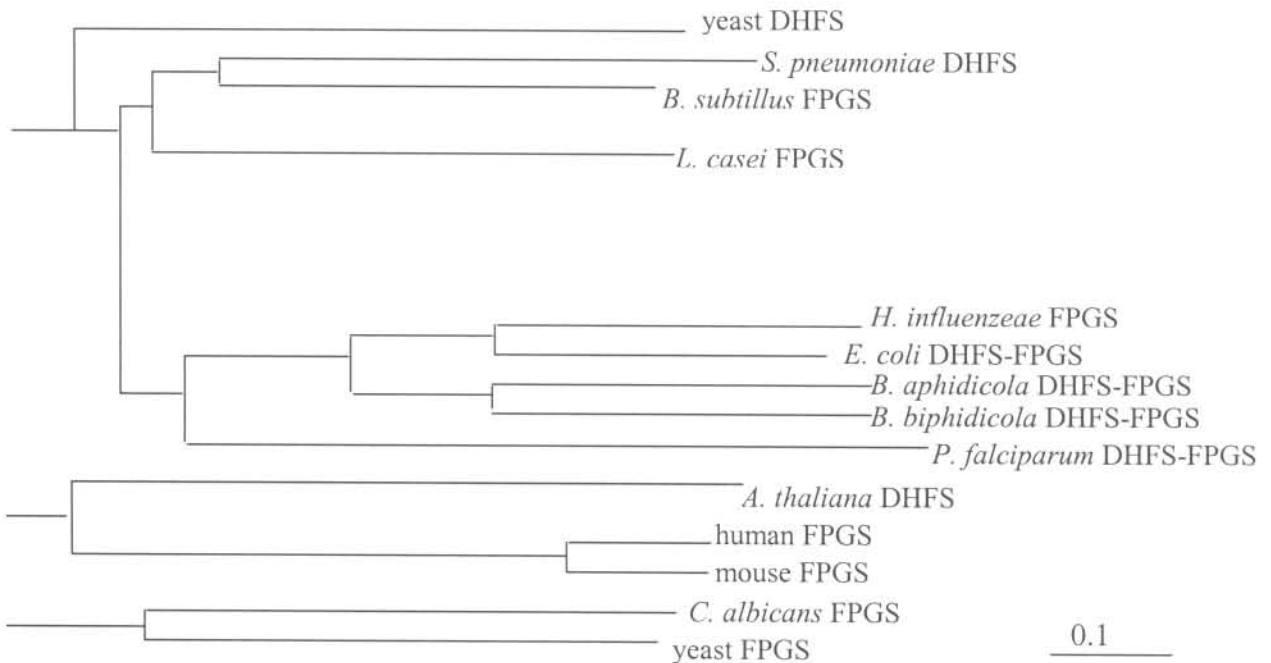 yeast DHFS
S. pneumoniae DHFS
B. subtillus FPGS
L. casei FPGS
H. influenzeae FPGS
E. coli DHFS-FPGS
B. aphidicola DHFS-FPGS
B. biphidicola DHFS-FPGS
P. falciparum DHFS-FPGS
A. thaliana DHFS
human FPGS
mouse FPGS
C. albicans FPGS
yeast FPGS
0.1